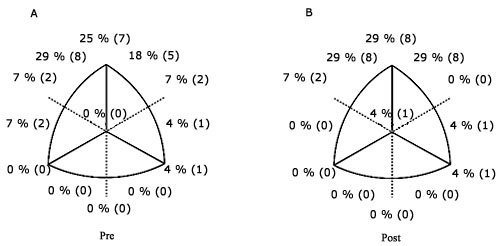 A
25 % (7)
29 % (8)
18 % (5)
7 % (2)
7 % (2)
0 % (0)
7 % (2)
4 % (1)
0 % (0)
4 % (1)
0 % (0)
0 % (0)
0 % (0)
Pre
B
29 % (8)
29 % (8)
29 % (8)
7 % (2)
0 % (0)
4 % (1)
0 % (0)
4 % (1)
0 % (0)
4 % (1)
0 % (0)
0 % (0)
0 % (0)
Post